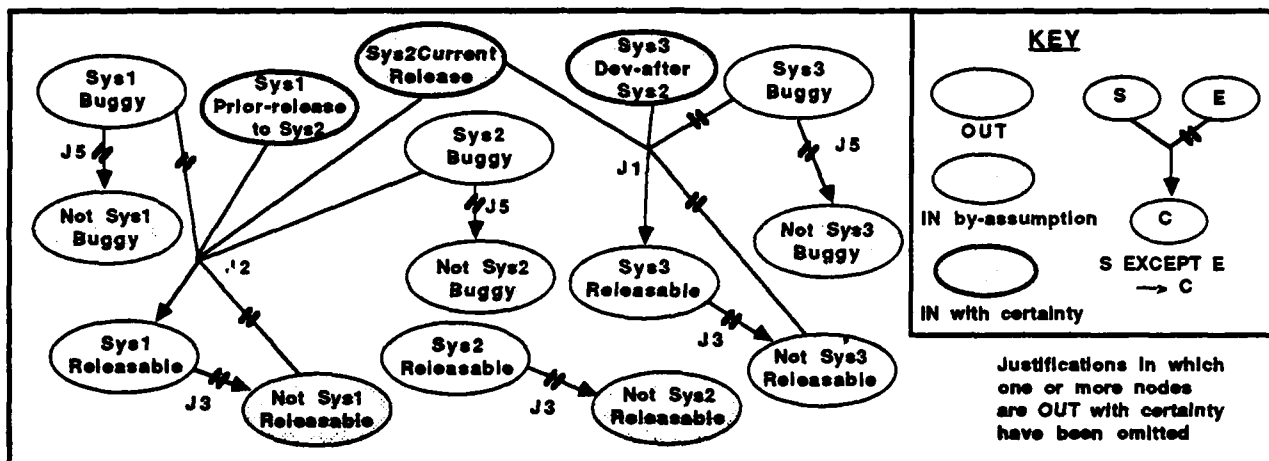 Sys1
Buggy
Sys1
Prior-release
to Sys2
Sys2Current
Release
Sys3
Dev-after
Sys2
Sys3
Buggy
J5
Sys2
Buggy
J1
J5
Not Sys1
Buggy
J5
Not Sys3
Buggy
J2
Not Sys2
Buggy
Sys3
Releasable
Sys1
Releasable
J3
Not Sys1
Releasable
Sys2
Releasable
J3
Not Sys2
Releasable
J3
Not Sys3
Releasable
KEY
OUT
IN by-assumption
IN with certainty
S
E
C
S EXCEPT E
→ C
Justifications in which
one or more nodes
are OUT with certainty
have been omitted